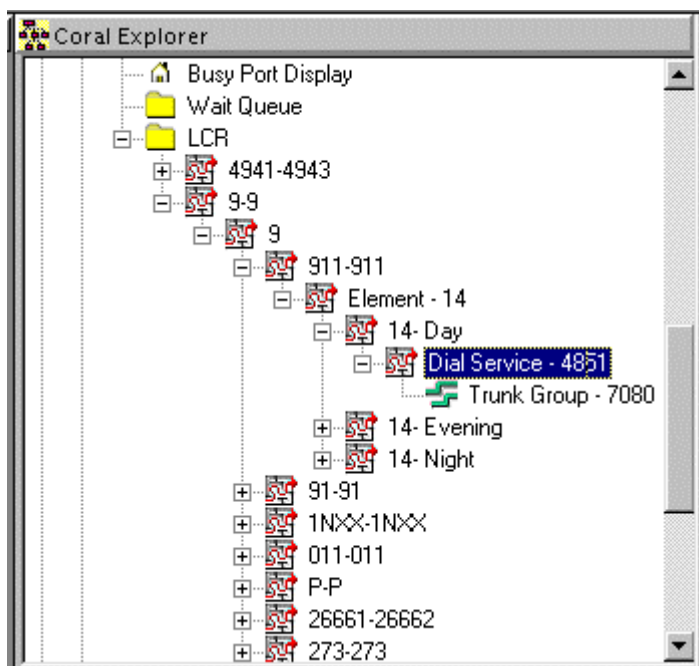 Coral Explorer
Busy Port Display
Wait Queue
LCR
4941-4943
9-9
9
911-911
Element - 14
14- Day
Dial Service - 4851
Trunk Group - 7080
14- Evening
14- Night
91-91
1NXX-1NXX
011-011
P-P
26661-26662
273-273